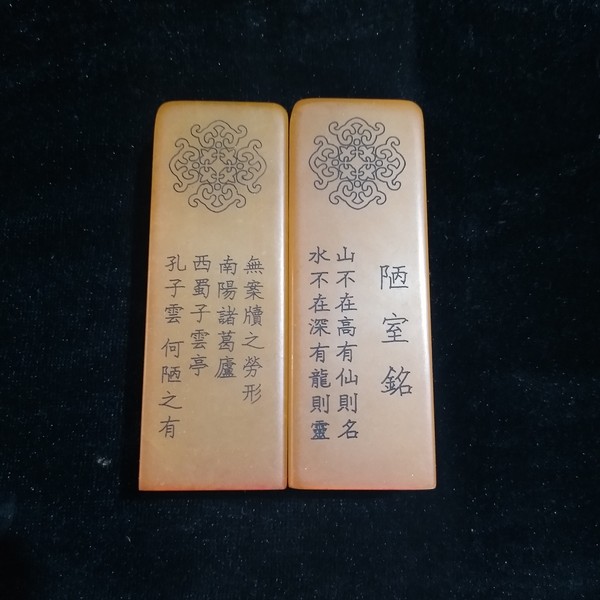 陋室銘
山不在高有仙則名
水不在深有龍則靈
無案牘之勞形
南陽諸葛廬
西蜀子雲亭
孔子雲 何陋之有